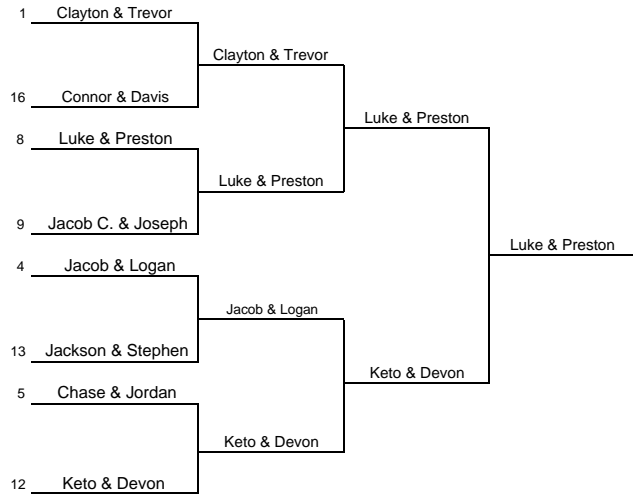 1 Clayton & Trevor
Clayton & Trevor
16 Connor & Davis
Luke & Preston
8 Luke & Preston
Luke & Preston
9 Jacob C. & Joseph
Luke & Preston
4 Jacob & Logan
Jacob & Logan
13 Jackson & Stephen
Keto & Devon
5 Chase & Jordan
Keto & Devon
12 Keto & Devon